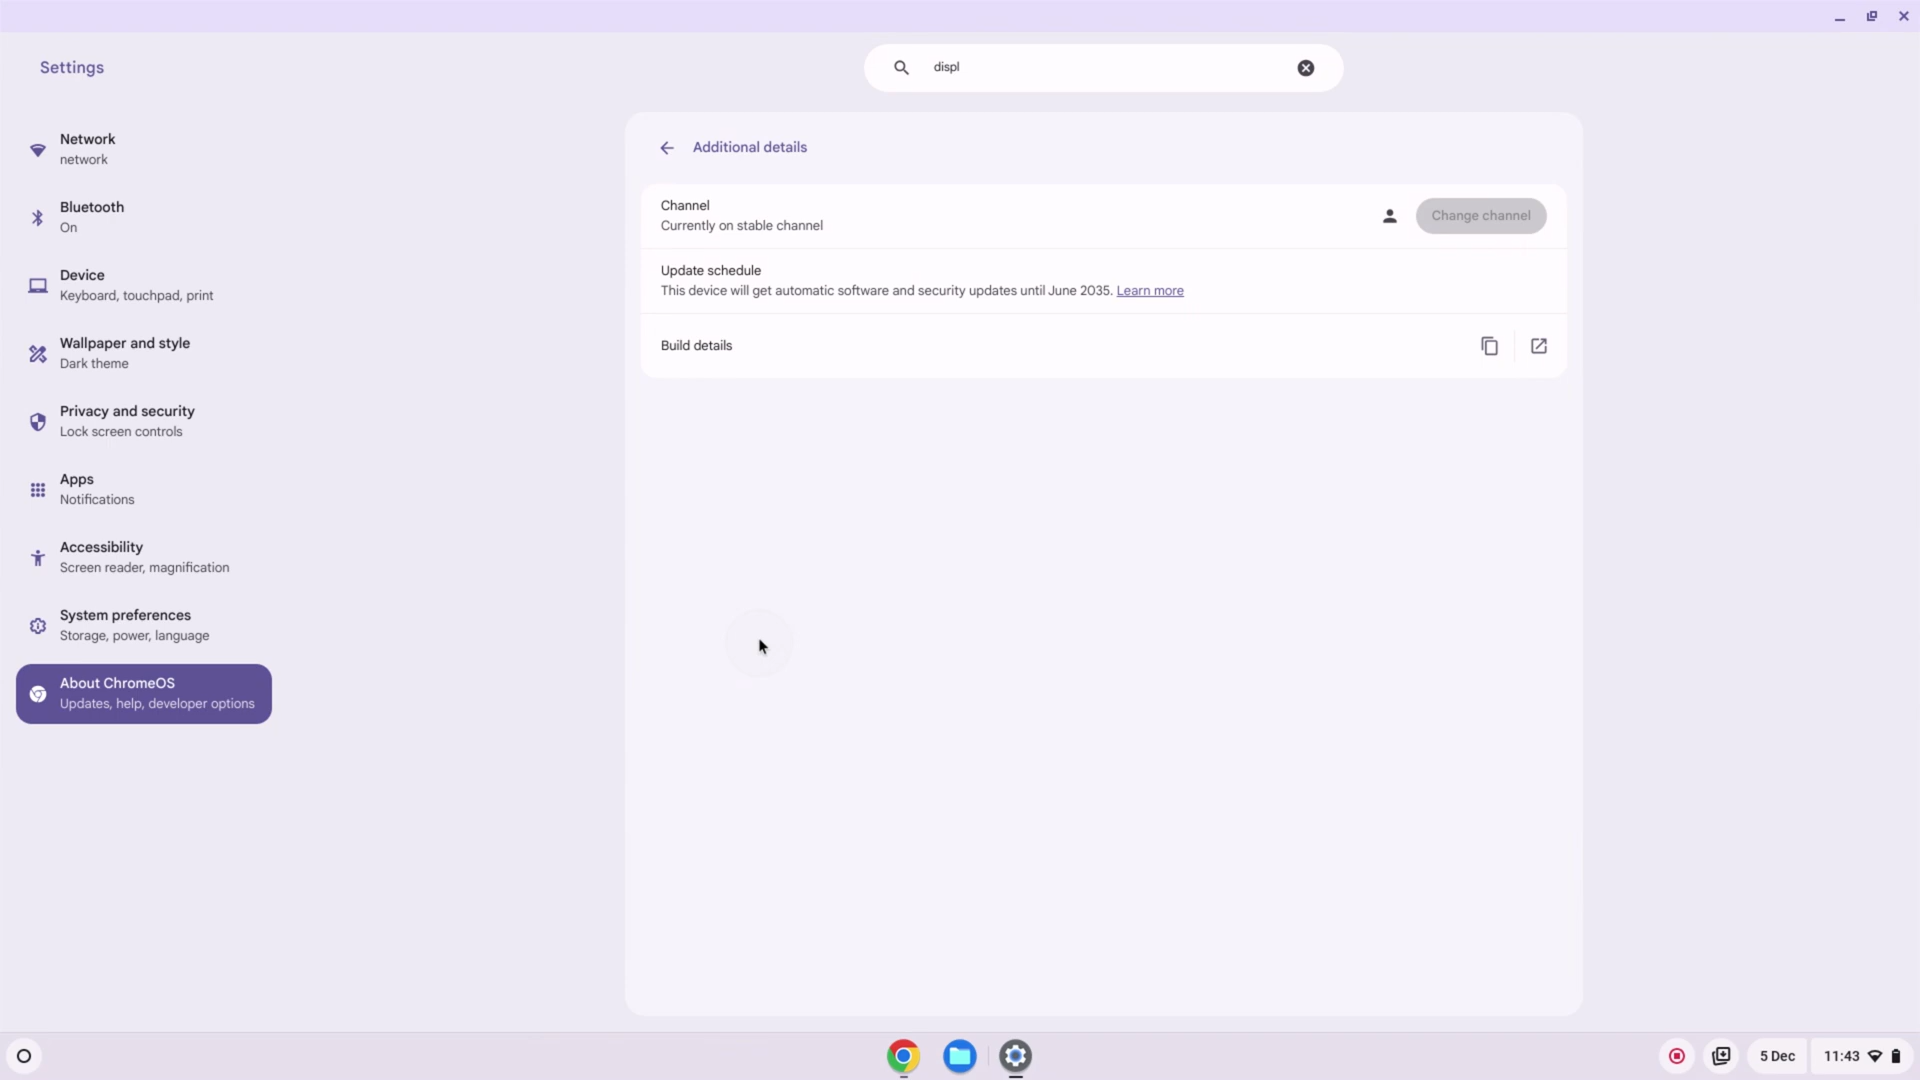 Settings
displ
Network
network
Bluetooth
On
Device
Keyboard, touchpad, print
Wallpaper and style
Dark theme
Privacy and security
Lock screen controls
Apps
Notifications
Accessibility
Screen reader, magnification
System preferences
Storage, power, language
About ChromeOS
Updates, help, developer options
Additional details
Channel
Currently on stable channel
Change channel
Update schedule
This device will get automatic software and security updates until June 2035. Learn more
Build details
5 Dec
11:43